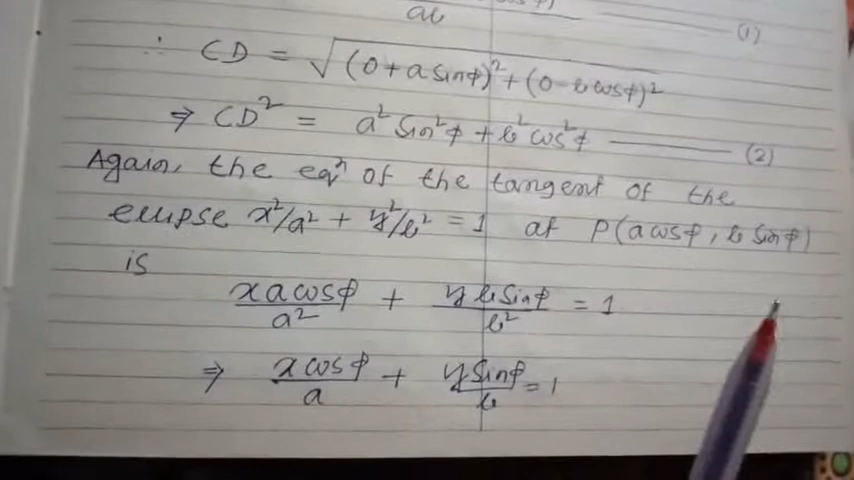 ab (1)
∴ CD = √(0+a sinφ)² + (0-b cosφ)²
⇒ CD² = a² sin²φ + b² cos²φ (2)
Again, the eqⁿ of the tangent of the
ellipse x²/a² + y²/b² = 1 at P(a cosφ, b sinφ)
is
x a cosφ/a² + y b sinφ/b² = 1
⇒ x cosφ/a + y sinφ/b = 1